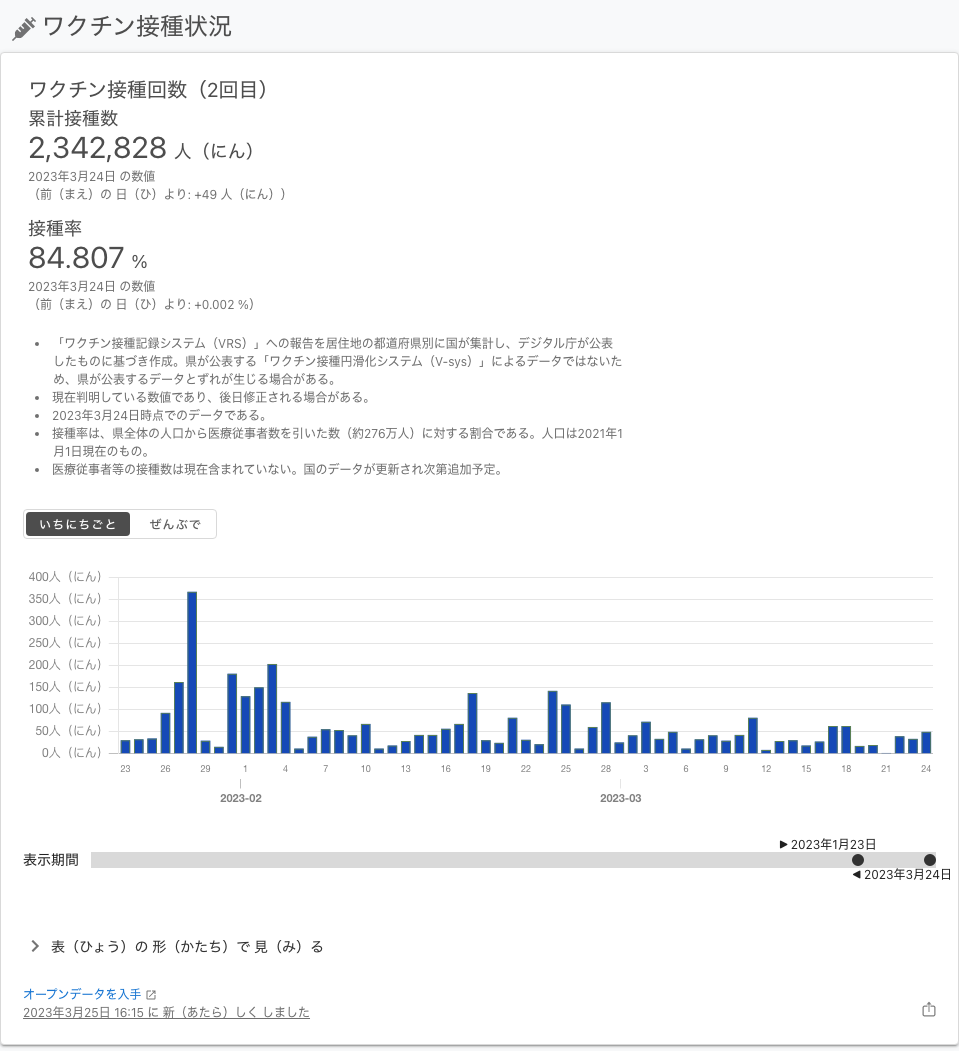 ワクチン接種状況
ワクチン接種回数（2回目）
累計接種数
2,342,828 人（にん）
2023年3月24日 の数値
（前（まえ）の 日（ひ）より: +49 人（にん））
接種率
84.807 %
2023年3月24日 の数値
（前（まえ）の 日（ひ）より: +0.002 %）
• 「ワクチン接種記録システム（VRS）」への報告を居住地の都道府県別に国が集計し、デジタル庁が公表
したものに基づき作成。県が公表する「ワクチン接種円滑化システム（V-sys）」によるデータではないた
め、県が公表するデータとずれが生じる場合がある。
• 現在判明している数値であり、後日修正される場合がある。
• 2023年3月24日時点でのデータである。
• 接種率は、県全体の人口から医療従事者数を引いた数（約276万人）に対する割合である。人口は2021年1
月1日現在のもの。
• 医療従事者等の接種数は現在含まれていない。国のデータが更新され次第追加予定。
いちにちごと ぜんぶで
400人（にん）
350人（にん）
300人（にん）
250人（にん）
200人（にん）
150人（にん）
100人（にん）
50人（にん）
0人（にん）
23 26 29 1 4 7 10 13 16 19 22 25 28 3 6 9 12 15 18 21 24
2023-02 2023-03
2023年1月23日
表示期間
2023年3月24日
表（ひょう）の 形（かたち）で 見（み）る
オープンデータを入手
2023年3月25日 16:15 に 新（あたら）しく しました